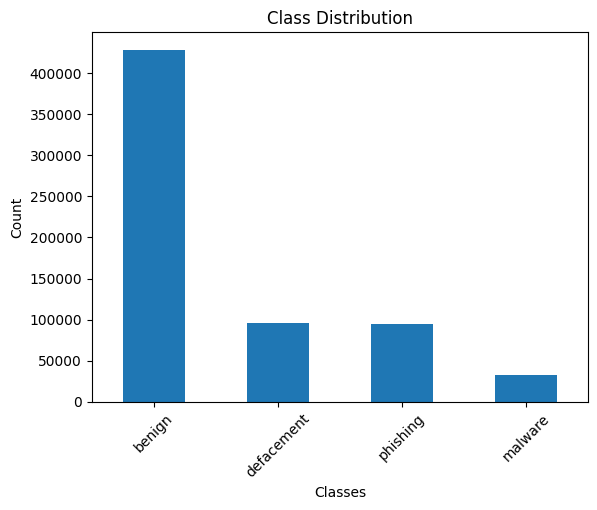 Class Distribution
Count
400000
350000
300000
250000
200000
150000
100000
50000
0
benign
defacement
phishing
malware
Classes